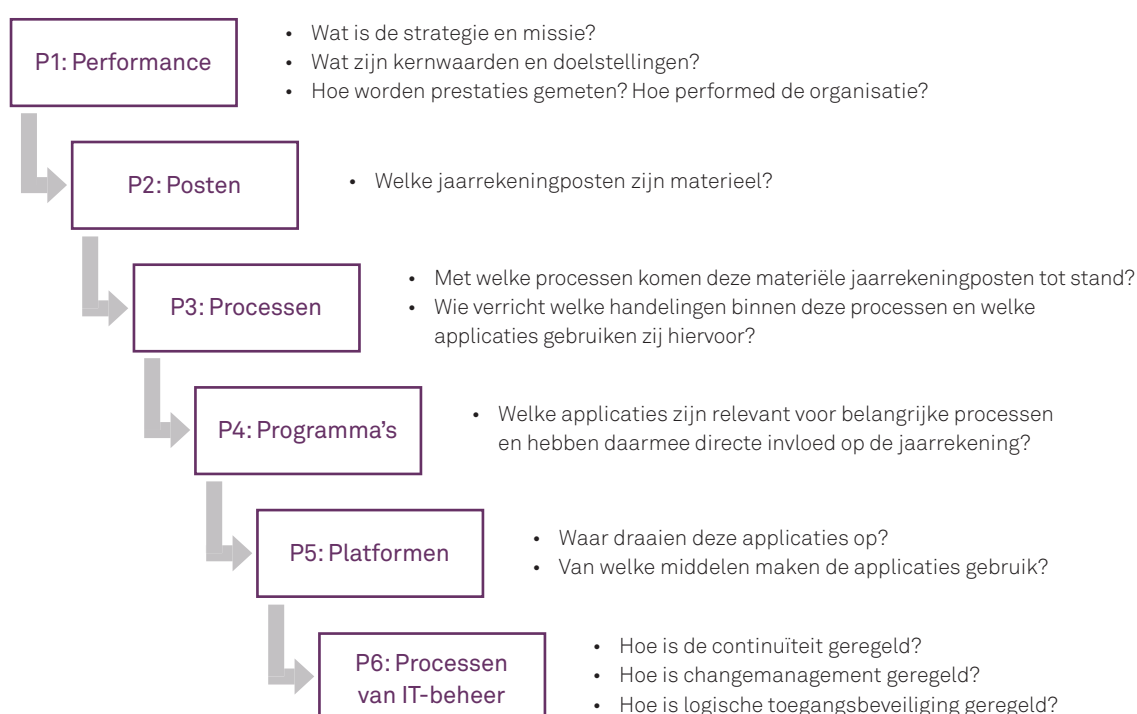 P1: Performance
• Wat is de strategie en missie?
• Wat zijn kernwaarden en doelstellingen?
• Hoe worden prestaties gemeten? Hoe performed de organisatie?
P2: Posten
• Welke jaarrekeningposten zijn materieel?
P3: Processen
• Met welke processen komen deze materiële jaarrekeningposten tot stand?
• Wie verricht welke handelingen binnen deze processen en welke
applicaties gebruiken zij hiervoor?
P4: Programma’s
• Welke applicaties zijn relevant voor belangrijke processen
en hebben daarmee directe invloed op de jaarrekening?
P5: Platformen
• Waar draaien deze applicaties op?
• Van welke middelen maken de applicaties gebruik?
P6: Processen
van IT-beheer
• Hoe is de continuïteit geregeld?
• Hoe is changemanagement geregeld?
• Hoe is logische toegangsbeveiliging geregeld?